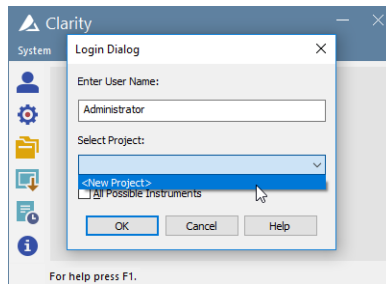 Clarity
System
Login Dialog
Enter User Name:
Administrator
Select Project:
<New Project>
All Possible Instruments
OK Cancel Help
For help press F1.